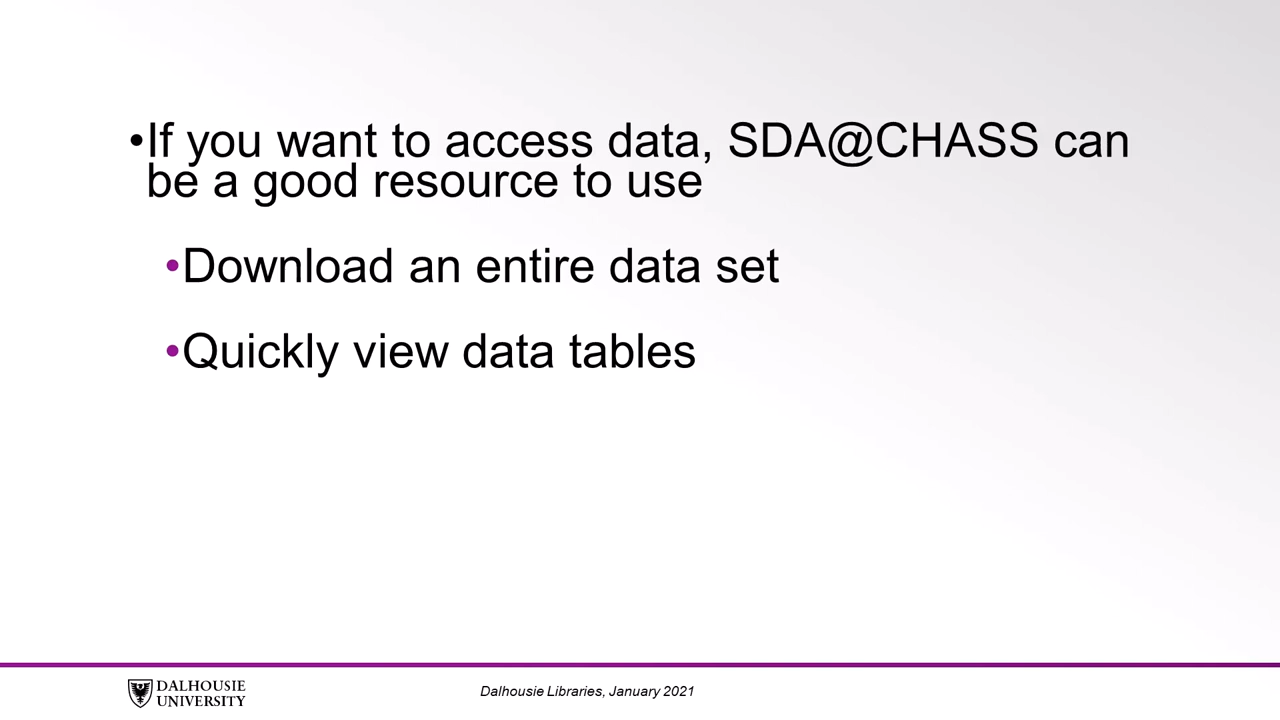 •If you want to access data, SDA@CHASS can
be a good resource to use
•Download an entire data set
•Quickly view data tables
DALHOUSIE
UNIVERSITY
Dalhousie Libraries, January 2021